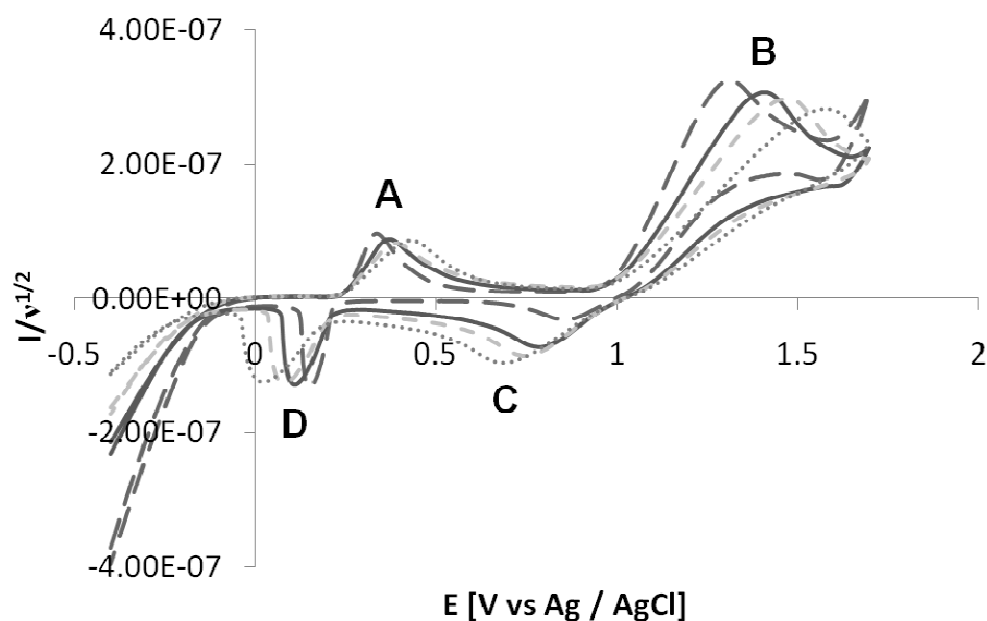 4.00E-07
B
2.00E-07
A
I/ν^1/2
0.00E+00
-0.5 0 0.5 1 1.5 2
C
D
-2.00E-07
-4.00E-07
E [V vs Ag / AgCl]